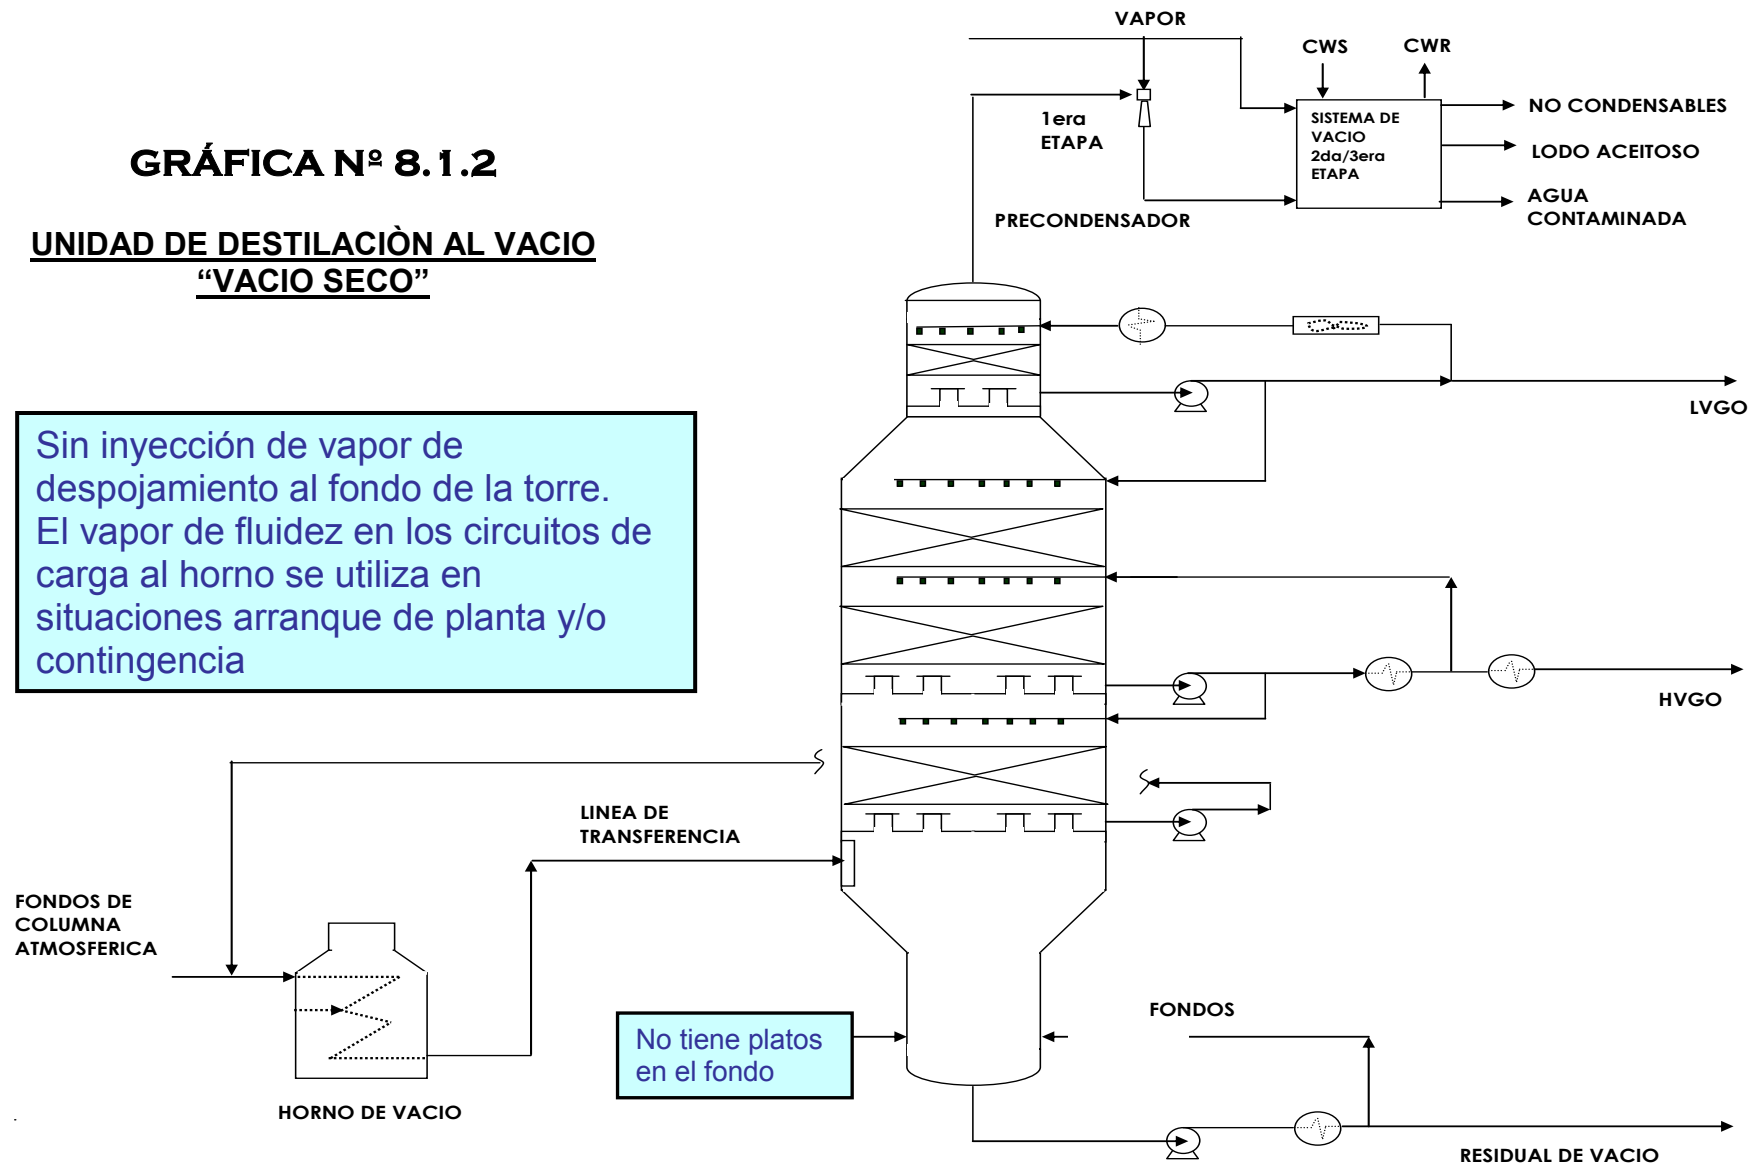 VAPOR
CWS
CWR
1era
ETAPA
SISTEMA DE
VACIO
2da/3era
ETAPA
NO CONDENSABLES
LODO ACEITOSO
AGUA
CONTAMINADA
PRECONDENSADOR
GRÁFICA Nº 8.1.2
UNIDAD DE DESTILACIÒN AL VACIO
“VACIO SECO”
LVGO
Sin inyección de vapor de
despojamiento al fondo de la torre.
El vapor de fluidez en los circuitos de
carga al horno se utiliza en
situaciones arranque de planta y/o
contingencia
HVGO
LINEA DE
TRANSFERENCIA
FONDOS DE
COLUMNA
ATMOSFERICA
HORNO DE VACIO
No tiene platos
en el fondo
FONDOS
RESIDUAL DE VACIO